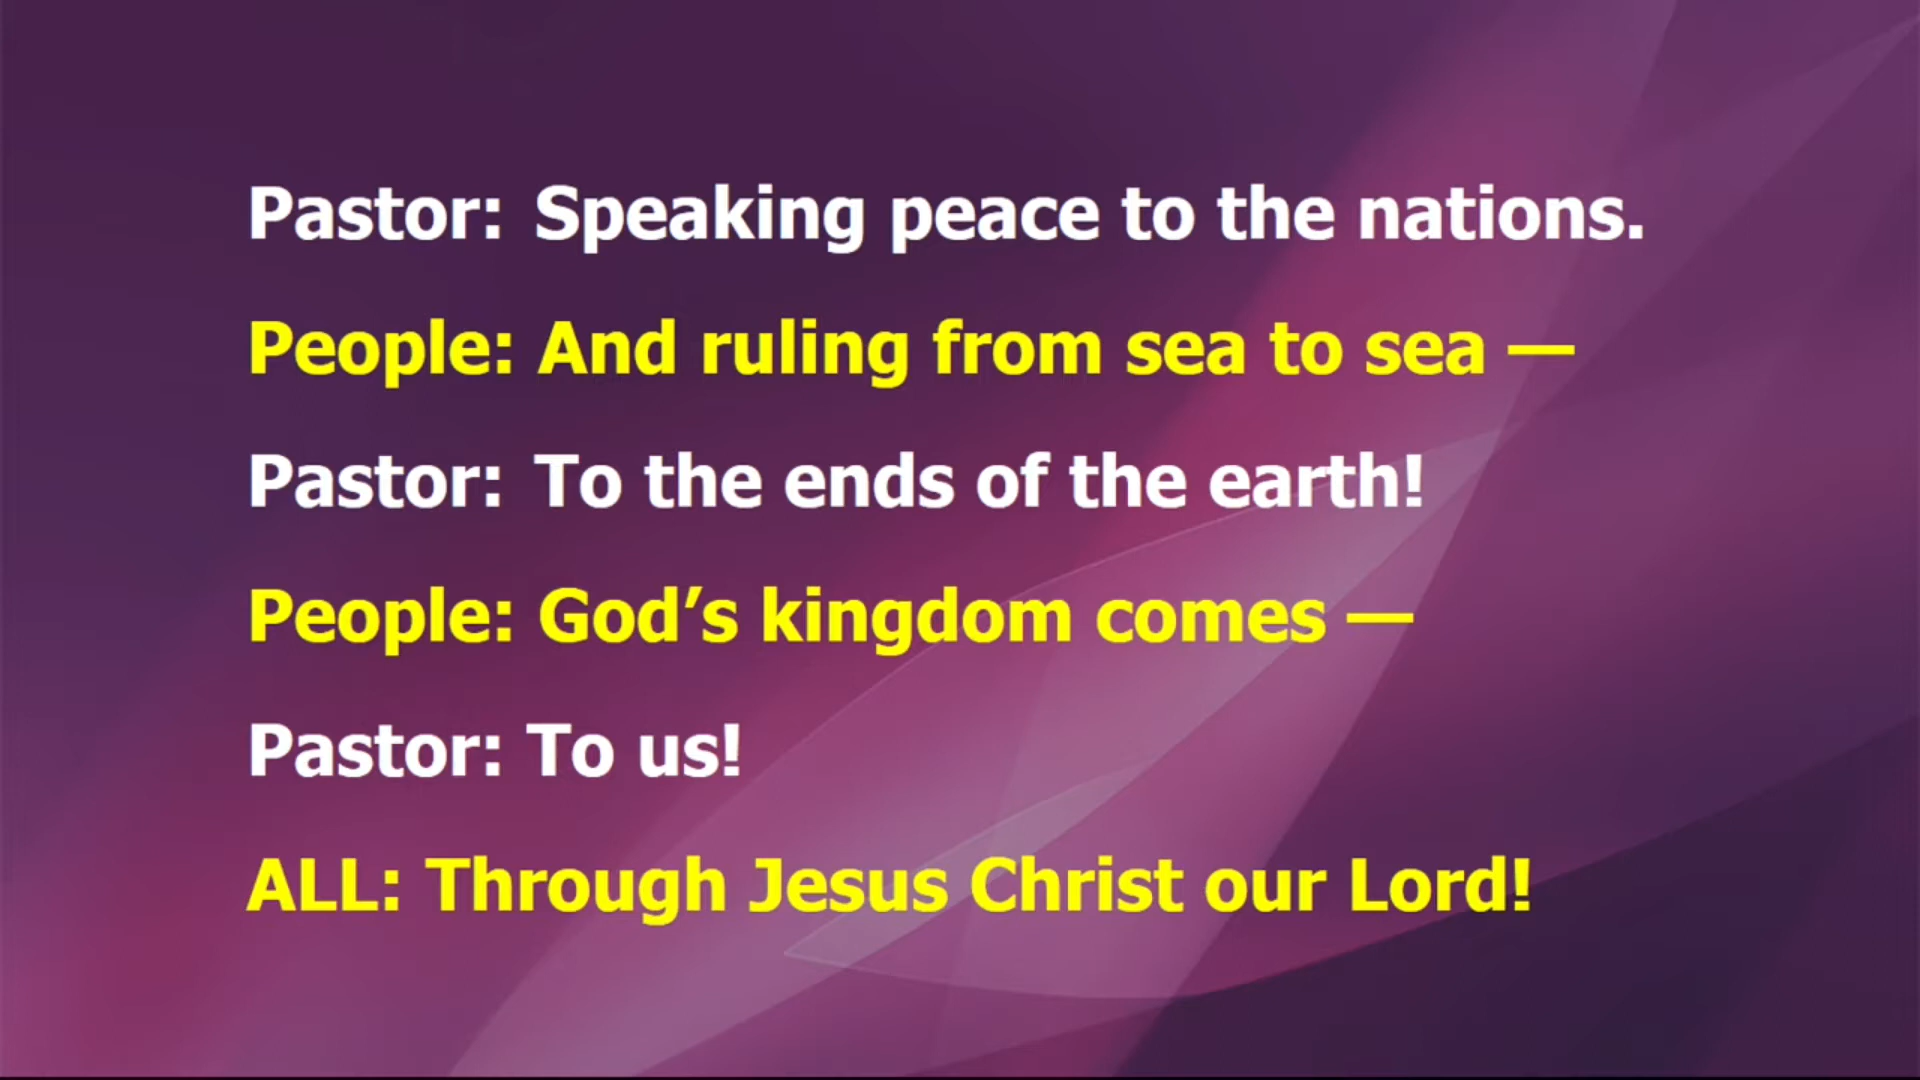 Pastor: Speaking peace to the nations.
People: And ruling from sea to sea —
Pastor: To the ends of the earth!
People: God’s kingdom comes —
Pastor: To us!
ALL: Through Jesus Christ our Lord!